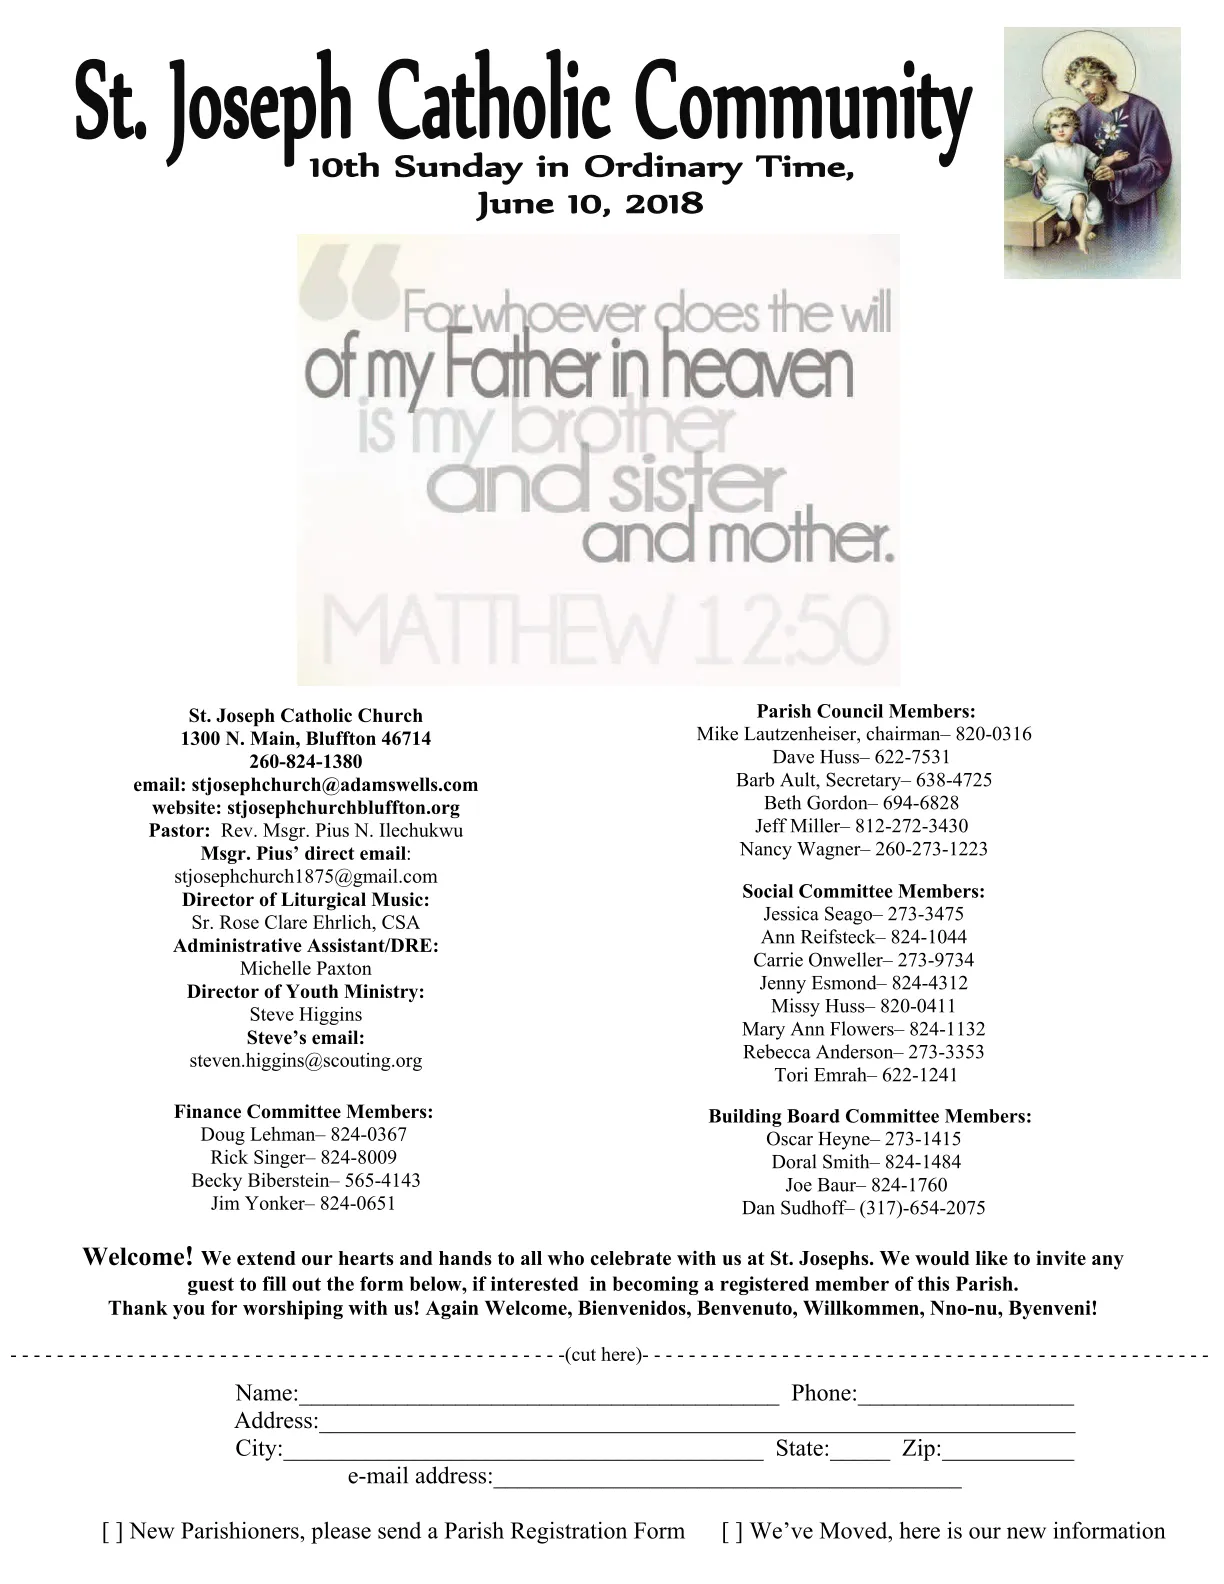 St. Joseph Catholic Community
10th Sunday in Ordinary Time,
June 10, 2018
“For whoever does the will
of my Father in heaven
is my brother
and sister
and mother.
MATTHEW 12:50
St. Joseph Catholic Church
1300 N. Main, Bluffton 46714
260-824-1380
email: stjosephchurch@adamswells.com
website: stjosephchurchbluffton.org
Pastor:  Rev. Msgr. Pius N. Ilechukwu
Msgr. Pius’ direct email:
stjosephchurch1875@gmail.com
Director of Liturgical Music:
Sr. Rose Clare Ehrlich, CSA
Administrative Assistant/DRE:
Michelle Paxton
Director of Youth Ministry:
Steve Higgins
Steve’s email:
steven.higgins@scouting.org
Finance Committee Members:
Doug Lehman– 824-0367
Rick Singer– 824-8009
Becky Biberstein– 565-4143
Jim Yonker– 824-0651
Parish Council Members:
Mike Lautzenheiser, chairman– 820-0316
Dave Huss– 622-7531
Barb Ault, Secretary– 638-4725
Beth Gordon– 694-6828
Jeff Miller– 812-272-3430
Nancy Wagner– 260-273-1223
Social Committee Members:
Jessica Seago– 273-3475
Ann Reifsteck– 824-1044
Carrie Onweller– 273-9734
Jenny Esmond– 824-4312
Missy Huss– 820-0411
Mary Ann Flowers– 824-1132
Rebecca Anderson– 273-3353
Tori Emrah– 622-1241
Building Board Committee Members:
Oscar Heyne– 273-1415
Doral Smith– 824-1484
Joe Baur– 824-1760
Dan Sudhoff– (317)-654-2075
Welcome! We extend our hearts and hands to all who celebrate with us at St. Josephs. We would like to invite any
guest to fill out the form below, if interested  in becoming a registered member of this Parish.
Thank you for worshiping with us! Again Welcome, Bienvenidos, Benvenuto, Willkommen, Nno-nu, Byenveni!
- - - - - - - - - - - - - - - - - - - - - - - - - - - - - - - - - - - - - - - - - - - - - - - -(cut here)- - - - - - - - - - - - - - - - - - - - - - - - - - - - - - - - - - - - - - - - - - - - - - - - -
Name:________________________________________ Phone:__________________
Address:_______________________________________________________________
City:________________________________________ State:_____ Zip:___________
e-mail address:_______________________________________
[ ] New Parishioners, please send a Parish Registration Form [ ] We’ve Moved, here is our new information